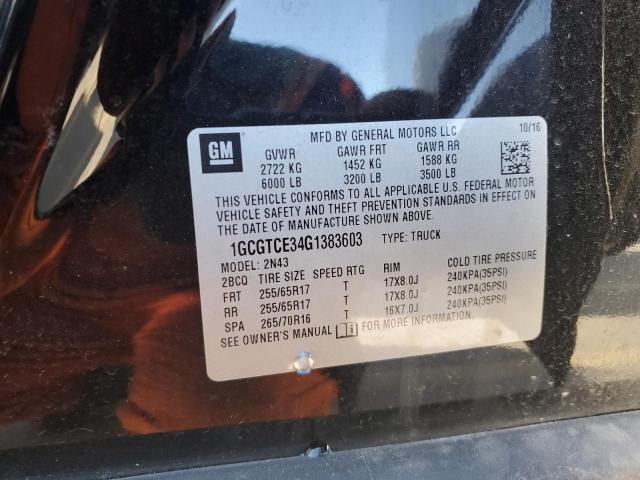 10/16
GM
MFD BY GENERAL MOTORS LLC
GVWR GAWR FRT GAWR RR
2722 KG 1452 KG 1588 KG
6000 LB 3200 LB 3500 LB
THIS VEHICLE CONFORMS TO ALL APPLICABLE U.S. FEDERAL MOTOR
VEHICLE SAFETY AND THEFT PREVENTION STANDARDS IN EFFECT ON
THE DATE OF MANUFACTURE SHOWN ABOVE.
1GCGTCE34G1383603 TYPE: TRUCK
MODEL: 2N43
2BCQ TIRE SIZE SPEED RTG RIM COLD TIRE PRESSURE
FRT 255/65R17 T 17X8.0J 240KPA(35PSI)
RR 255/65R17 T 17X8.0J 240KPA(35PSI)
SPA 265/70R16 T 16X7.0J 240KPA(35PSI)
SEE OWNER'S MANUAL FOR MORE INFORMATION.